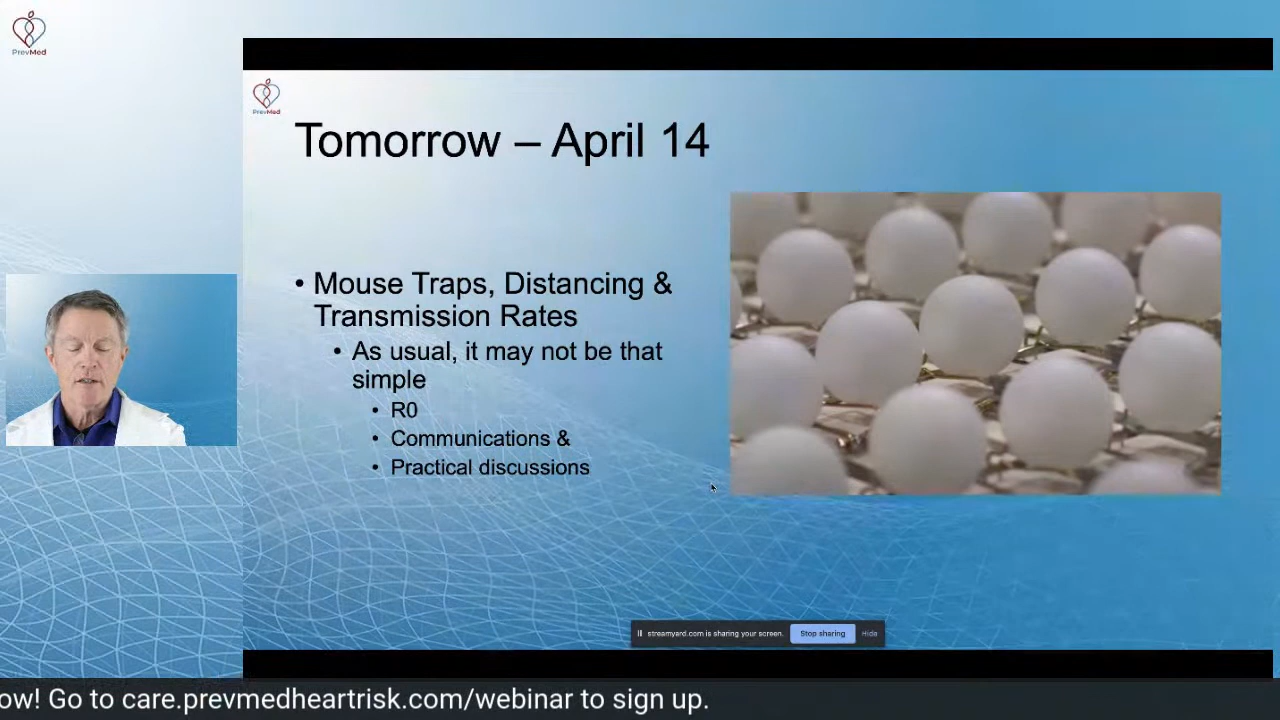 PrevMed
PrevMed
Tomorrow – April 14
• Mouse Traps, Distancing &
Transmission Rates
• As usual, it may not be that
simple
• R0
• Communications &
• Practical discussions
streamyard.com is sharing your screen. Stop sharing Hide
ow! Go to care.prevmedheartrisk.com/webinar to sign up.